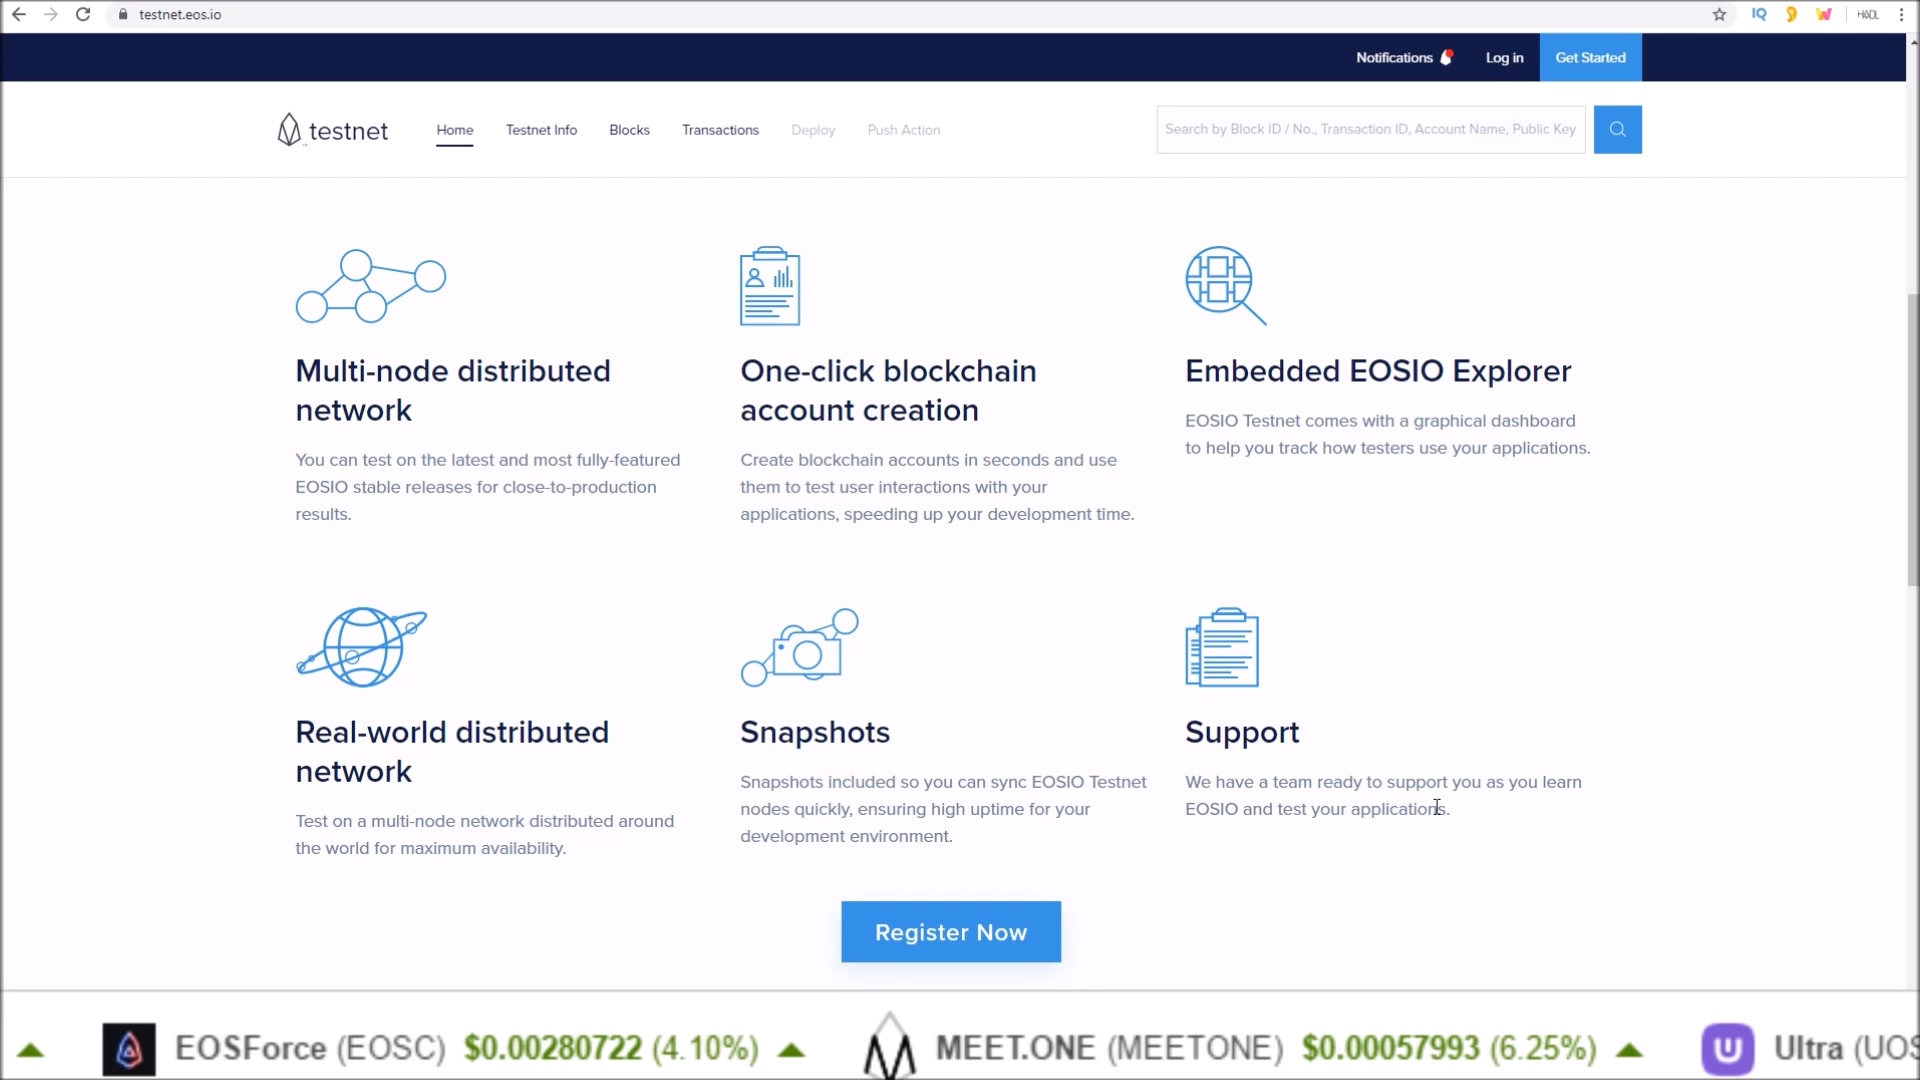 testnet.eos.io
IQ
HADL
Notifications
Log in
Get Started
testnet
Home
Testnet Info
Blocks
Transactions
Deploy
Push Action
Search by Block ID / No., Transaction ID, Account Name, Public Key
Multi-node distributed
network
You can test on the latest and most fully-featured
EOSIO stable releases for close-to-production
results.
One-click blockchain
account creation
Create blockchain accounts in seconds and use
them to test user interactions with your
applications, speeding up your development time.
Embedded EOSIO Explorer
EOSIO Testnet comes with a graphical dashboard
to help you track how testers use your applications.
Real-world distributed
network
Test on a multi-node network distributed around
the world for maximum availability.
Snapshots
Snapshots included so you can sync EOSIO Testnet
nodes quickly, ensuring high uptime for your
development environment.
Support
We have a team ready to support you as you learn
EOSIO and test your applications.
Register Now
EOSForce (EOSC) $0.00280722 (4.10%)
MEET.ONE (MEETONE) $0.00057993 (6.25%)
Ultra (UOS